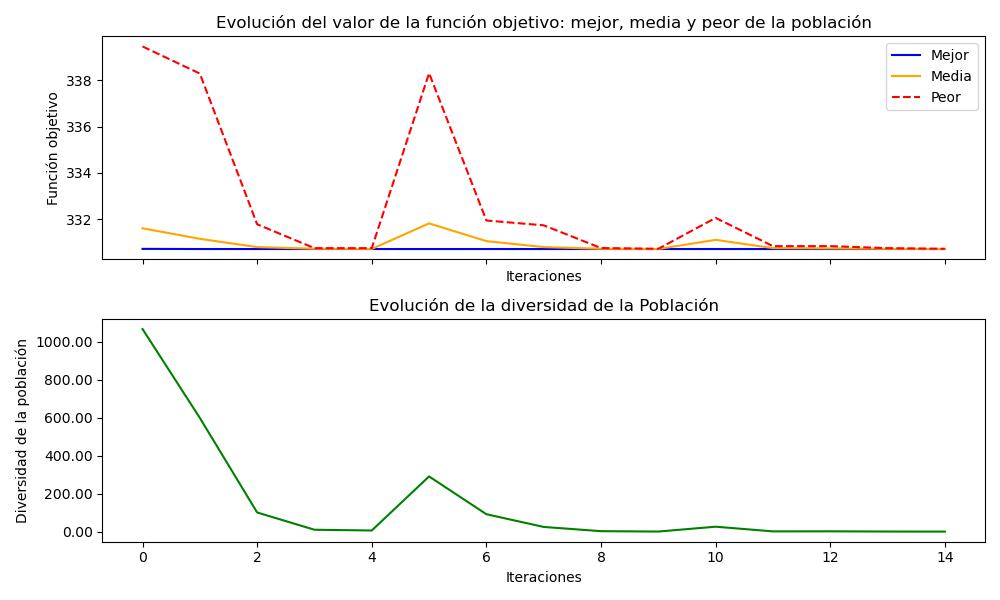 Evolución del valor de la función objetivo: mejor, media y peor de la población
Función objetivo
338
336
334
332
Mejor
Media
Peor
Iteraciones
Evolución de la diversidad de la Población
Diversidad de la población
1000.00
800.00
600.00
400.00
200.00
0.00
0 2 4 6 8 10 12 14
Iteraciones